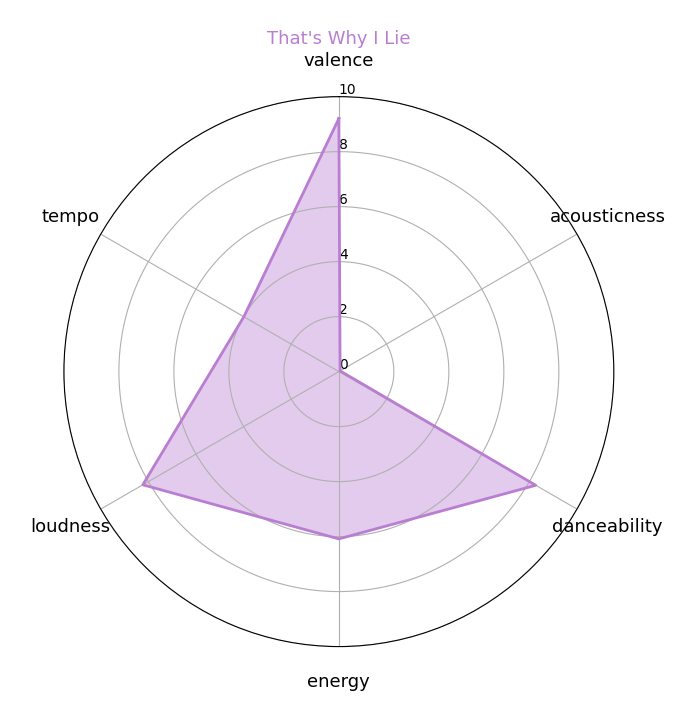 That's Why I Lie
valence
10
8
6
4
2
0
tempo
acousticness
loudness
danceability
energy